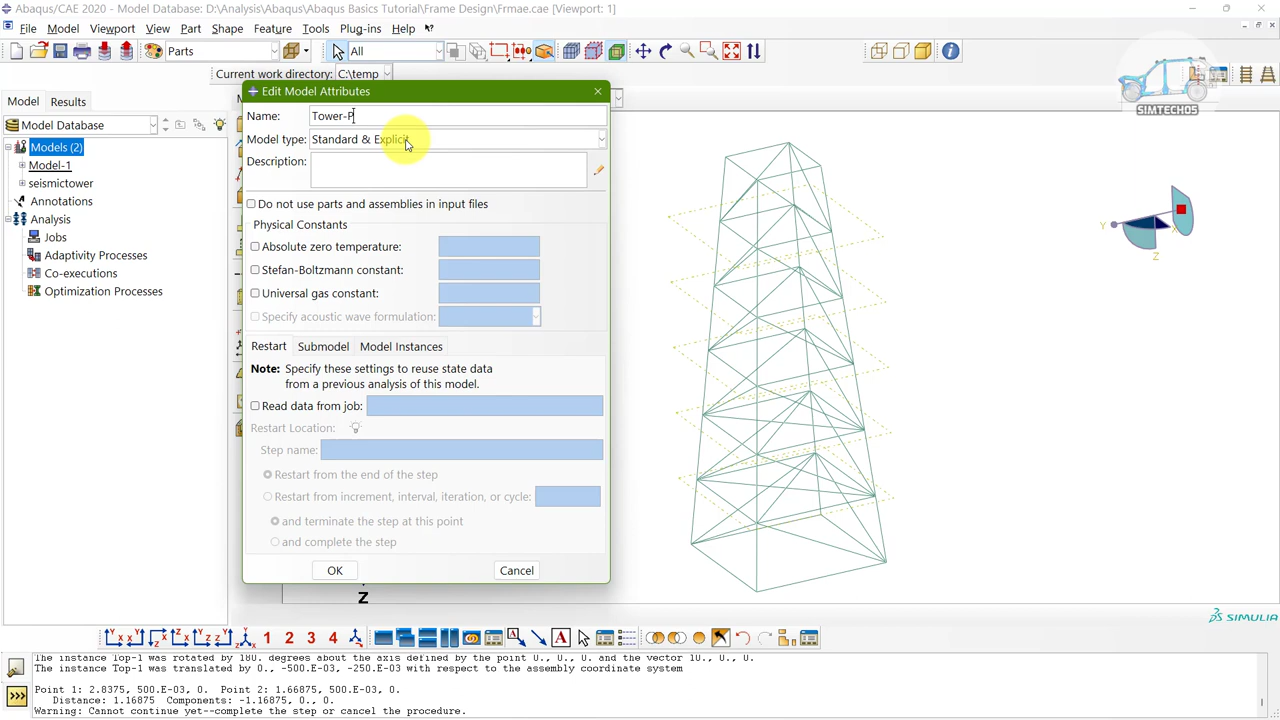 Abaqus/CAE 2020 - Model Database: D:\Analysis\Abaqus\Abaqus Basics Tutorial\Frame Design\Frmae.cae [Viewport: 1]
File Model Viewport View Part Shape Feature Tools Plug-ins Help
Parts
All
Current work directory: C:\temp
SIMTECH05
Edit Model Attributes
Model Results
Name: Tower-P
Model Database
Model type: Standard & Explicit
Models (2)
Description:
Model-1
seismictower
Annotations
Do not use parts and assemblies in input files
Analysis
Physical Constants
Jobs
Absolute zero temperature:
Adaptivity Processes
Stefan-Boltzmann constant:
Co-executions
Universal gas constant:
Optimization Processes
Specify acoustic wave formulation:
Restart Submodel Model Instances
Note: Specify these settings to reuse state data
from a previous analysis of this model.
Read data from job:
Restart Location:
Step name:
Restart from the end of the step
Restart from increment, interval, iteration, or cycle:
and terminate the step at this point
and complete the step
OK Cancel
Y
X
Z
Z
SIMULIA
1 2 3 4
A
The instance Top-1 was rotated by 180. degrees about the axis defined by the point 0., 0., 0. and the vector 10., 0., 0.
The instance Top-1 was translated by 0., -500.E-03, -250.E-03 with respect to the assembly coordinate system
Point 1: 2.8375, 500.E-03, 0. Point 2: 1.66875, 500.E-03, 0.
Distance: 1.16875 Components: -1.16875, 0., 0.
Warning: Cannot continue yet--complete the step or cancel the procedure.